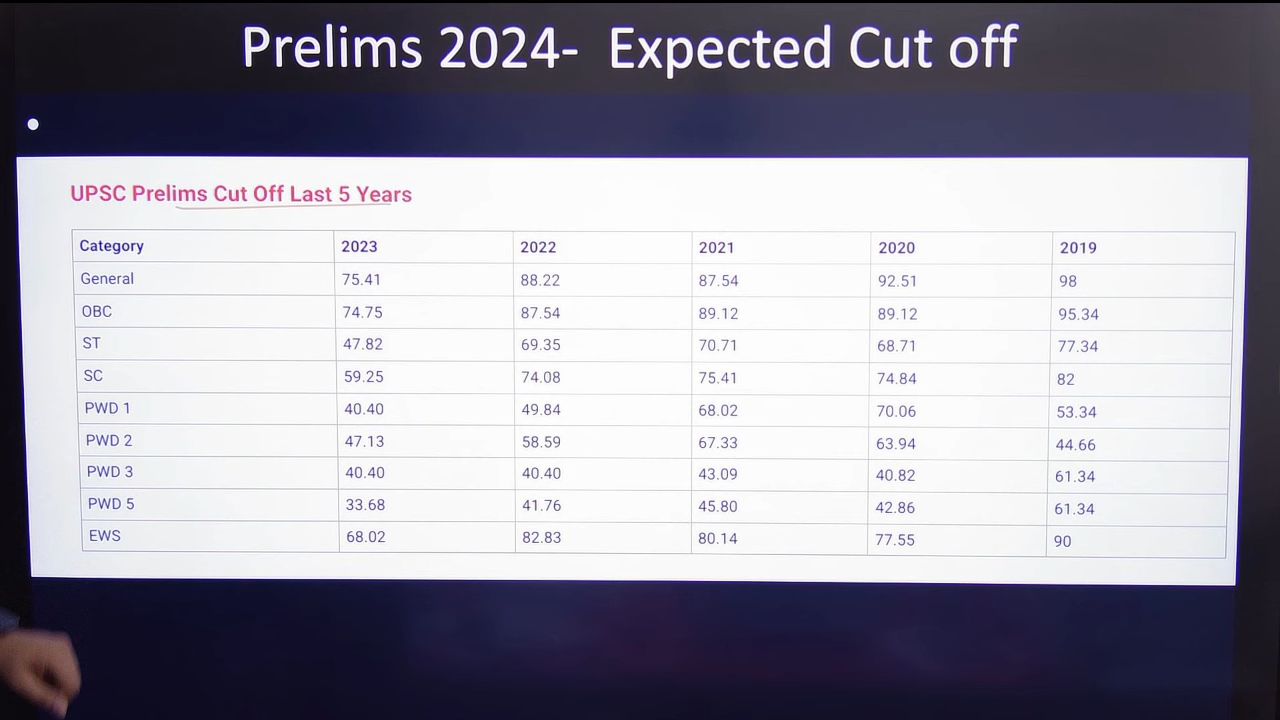 Prelims 2024- Expected Cut off
UPSC Prelims Cut Off Last 5 Years
Category 2023 2022 2021 2020 2019
General 75.41 88.22 87.54 92.51 98
OBC 74.75 87.54 89.12 89.12 95.34
ST 47.82 69.35 70.71 68.71 77.34
SC 59.25 74.08 75.41 74.84 82
PWD 1 40.40 49.84 68.02 70.06 53.34
PWD 2 47.13 58.59 67.33 63.94 44.66
PWD 3 40.40 40.40 43.09 40.82 61.34
PWD 5 33.68 41.76 45.80 42.86 61.34
EWS 68.02 82.83 80.14 77.55 90